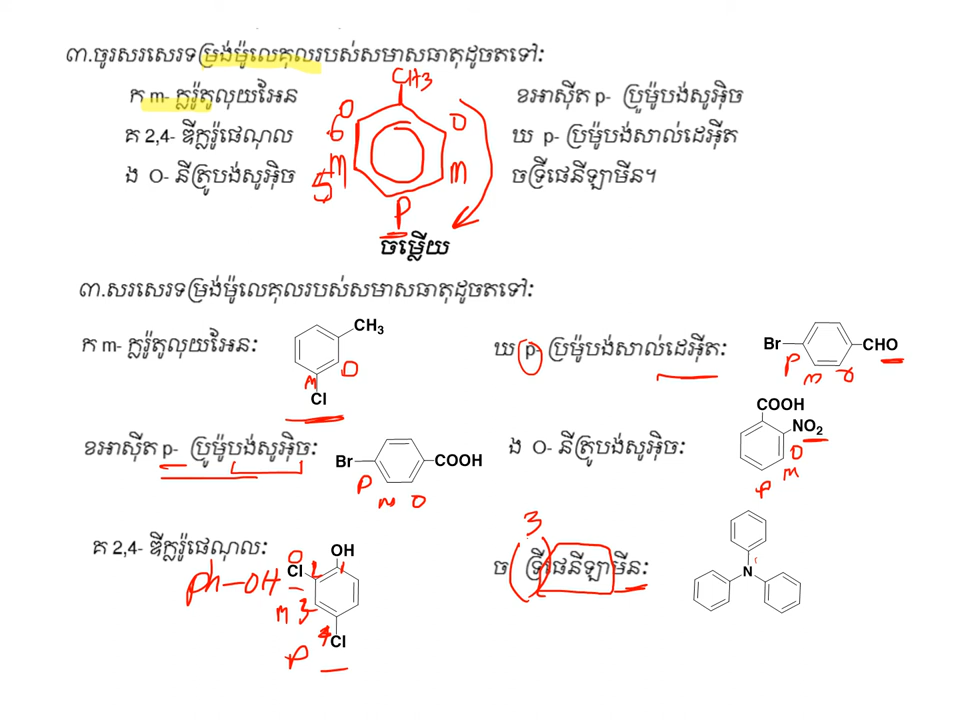 ៣.ចូរសរសេរទម្រង់ម៉ូលេគុលរបស់សមាសធាតុដូចតទៅ:
ក m- ក្លរ៉ូតូលុយអែន
ខអាស៊ីត p- ប្រូម៉ូបង់សូអ៊ិច
គ 2,4- ឌីក្លរ៉ូផេណុល
ឃ p- ប្រម៉ូបង់សាល់ដេអ៊ីត
ង O- នីត្រូបង់សូអ៊ិច
ចទ្រីផេនីឡាមីន។
CH3
O
O
6
m
m
5
P
ចម្លើយ
៣.សរសេរទម្រង់ម៉ូលេគុលរបស់សមាសធាតុដូចតទៅ:
ក m- ក្លរ៉ូតូលុយអែន:
CH₃
m
O
Cl
ឃ p- ប្រម៉ូបង់សាល់ដេអ៊ីត:
Br
CHO
P
m
o
ខអាស៊ីត p- ប្រូម៉ូបង់សូអ៊ិច:
Br
COOH
P
m
O
ង O- នីត្រូបង់សូអ៊ិច:
COOH
NO₂
O
m
P
គ 2,4- ឌីក្លរ៉ូផេណុល:
OH
O
Cl
2
1
Ph-OH
m
3
4
Cl
P
3
ច ទ្រីផេនីឡាមីន:
N